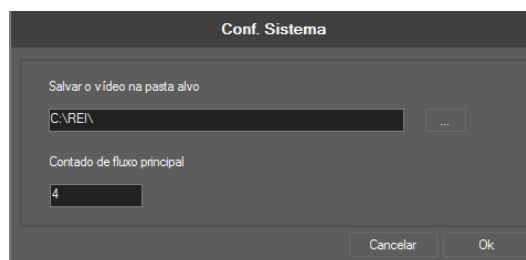 Conf. Sistema
Salvar o vídeo na pasta alvo
C:\REI\
...
Contado de fluxo principal
4
Cancelar Ok